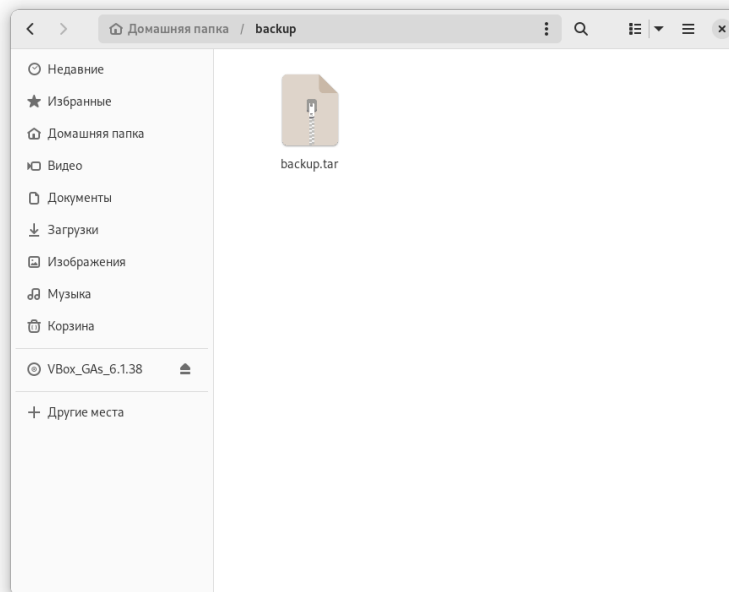 Домашняя папка / backup
Недавние
Избранные
Домашняя папка
Видео
Документы
Загрузки
Изображения
Музыка
Корзина
VBox_GAs_6.1.38
Другие места
backup.tar